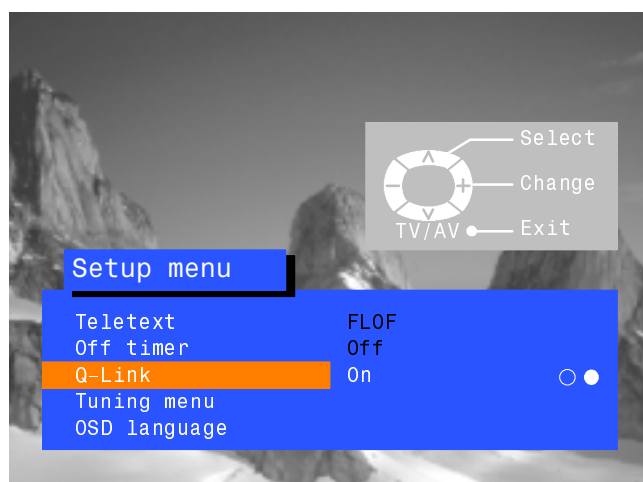 Select
Change
TV/AV Exit
Setup menu
Teletext FLOF
Off timer Off
Q-Link On
Tuning menu
OSD language